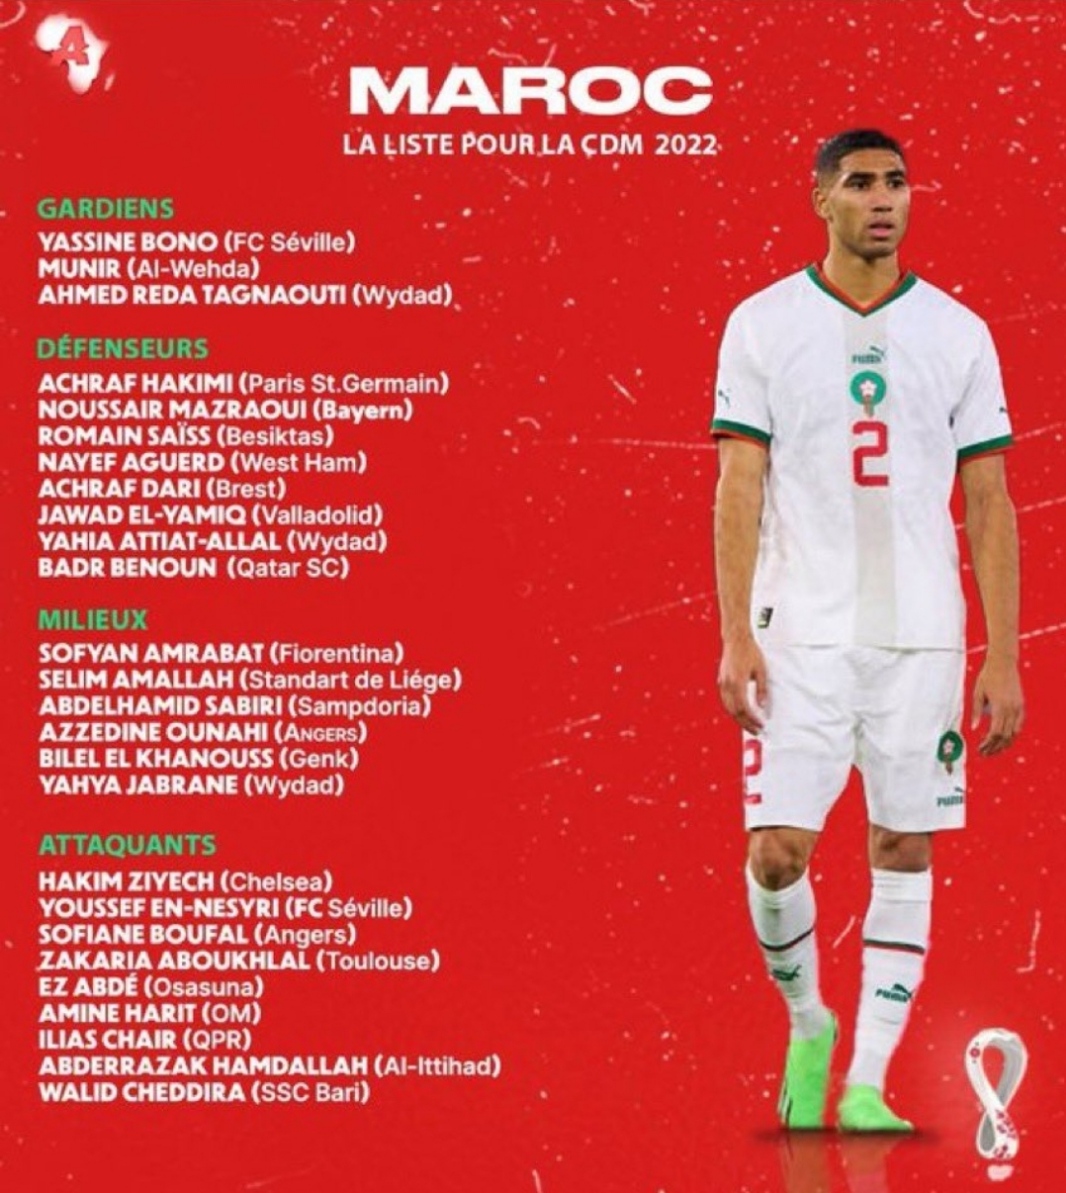 A
MAROC
LA LISTE POUR LA CDM 2022
GARDIENS
YASSINE BONO (FC Séville)
MUNIR (Al-Wehda)
AHMED REDA TAGNAOUTI (Wydad)
DÉFENSEURS
ACHRAF HAKIMI (Paris St.Germain)
NOUSSAIR MAZRAOUI (Bayern)
ROMAIN SAÏSS (Besiktas)
NAYEF AGUERD (West Ham)
ACHRAF DARI (Brest)
JAWAD EL-YAMIQ (Valladolid)
YAHIA ATTIAT-ALLAL (Wydad)
BADR BENOUN (Qatar SC)
MILIEUX
SOFYAN AMRABAT (Fiorentina)
SELIM AMALLAH (Standart de Liége)
ABDELHAMID SABIRI (Sampdoria)
AZZEDINE OUNAHI (ANGERS)
BILEL EL KHANOUSS (Genk)
YAHYA JABRANE (Wydad)
ATTAQUANTS
HAKIM ZIYECH (Chelsea)
YOUSSEF EN-NESYRI (FC Séville)
SOFIANE BOUFAL (Angers)
ZAKARIA ABOUKHLAL (Toulouse)
EZ ABDÉ (Osasuna)
AMINE HARIT (OM)
ILIAS CHAIR (QPR)
ABDERRAZAK HAMDALLAH (Al-Ittihad)
WALID CHEDDIRA (SSC Bari)
PUMA
2
2
PUMA
PUMA